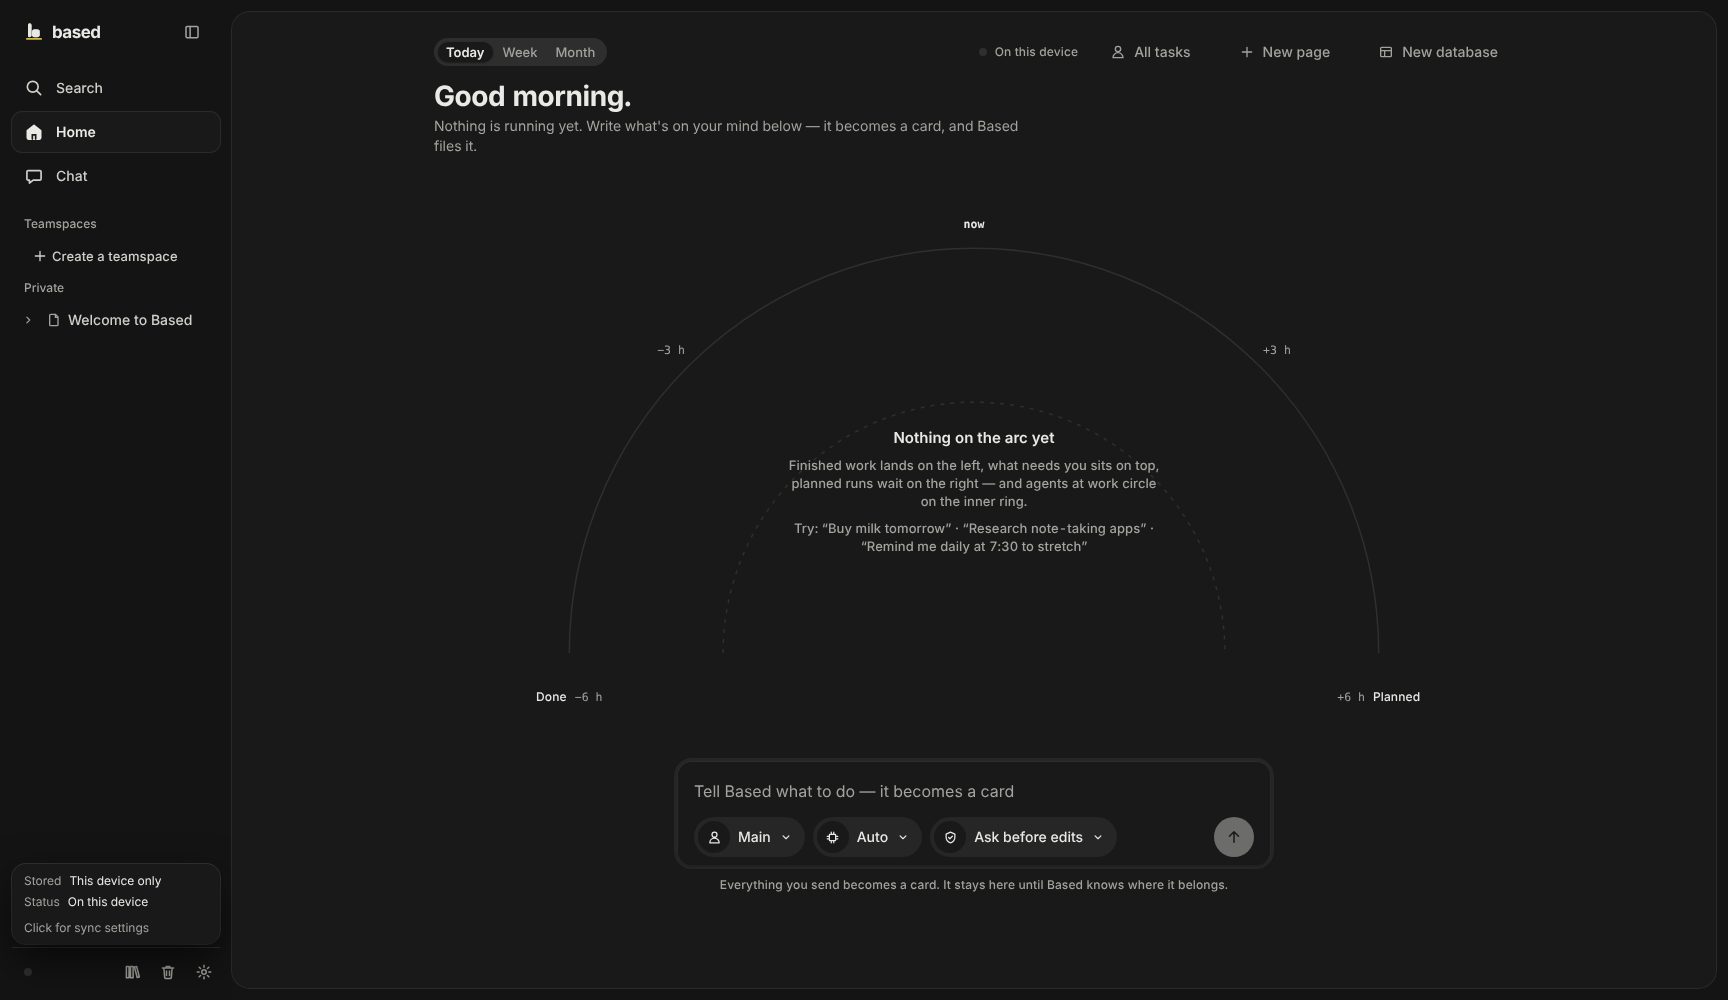 based
Search
Home
Chat
Teamspaces
Create a teamspace
Private
Welcome to Based
Stored This device only
Status On this device
Click for sync settings
Today Week Month
On this device
All tasks
New page
New database
Good morning.
Nothing is running yet. Write what's on your mind below — it becomes a card, and Based
files it.
now
−3 h
+3 h
Nothing on the arc yet
Finished work lands on the left, what needs you sits on top,
planned runs wait on the right — and agents at work circle
on the inner ring.
Try: “Buy milk tomorrow” · “Research note-taking apps” ·
“Remind me daily at 7:30 to stretch”
Done −6 h
+6 h Planned
Tell Based what to do — it becomes a card
Main
Auto
Ask before edits
Everything you send becomes a card. It stays here until Based knows where it belongs.